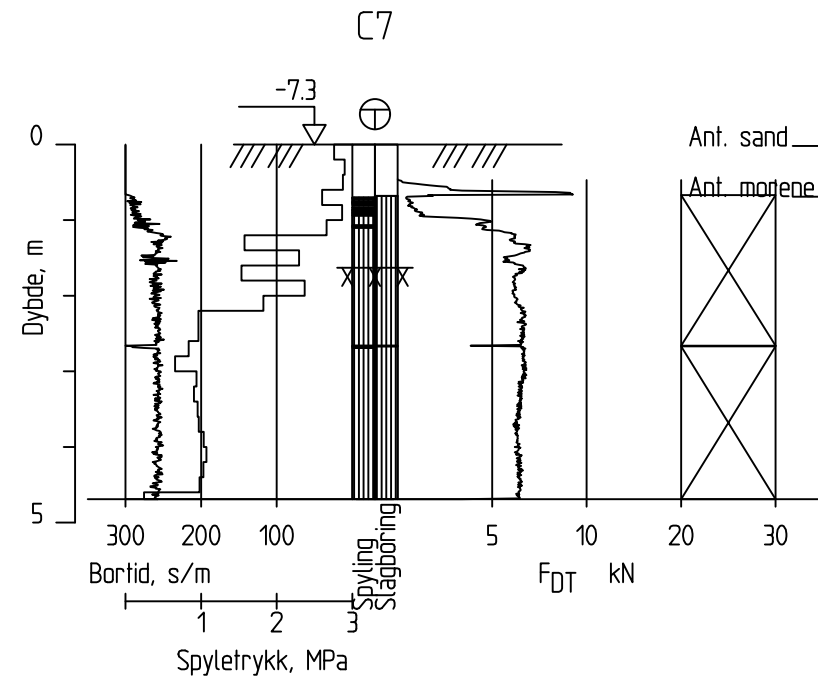 C7
-7.3
0
Ant. sand
Ant. morene
Dybde, m
5
300 200 100 5 10 20 30
Spyling
Slagboring
Bortid, s/m
FDT kN
1 2 3
Spyletrykk, MPa